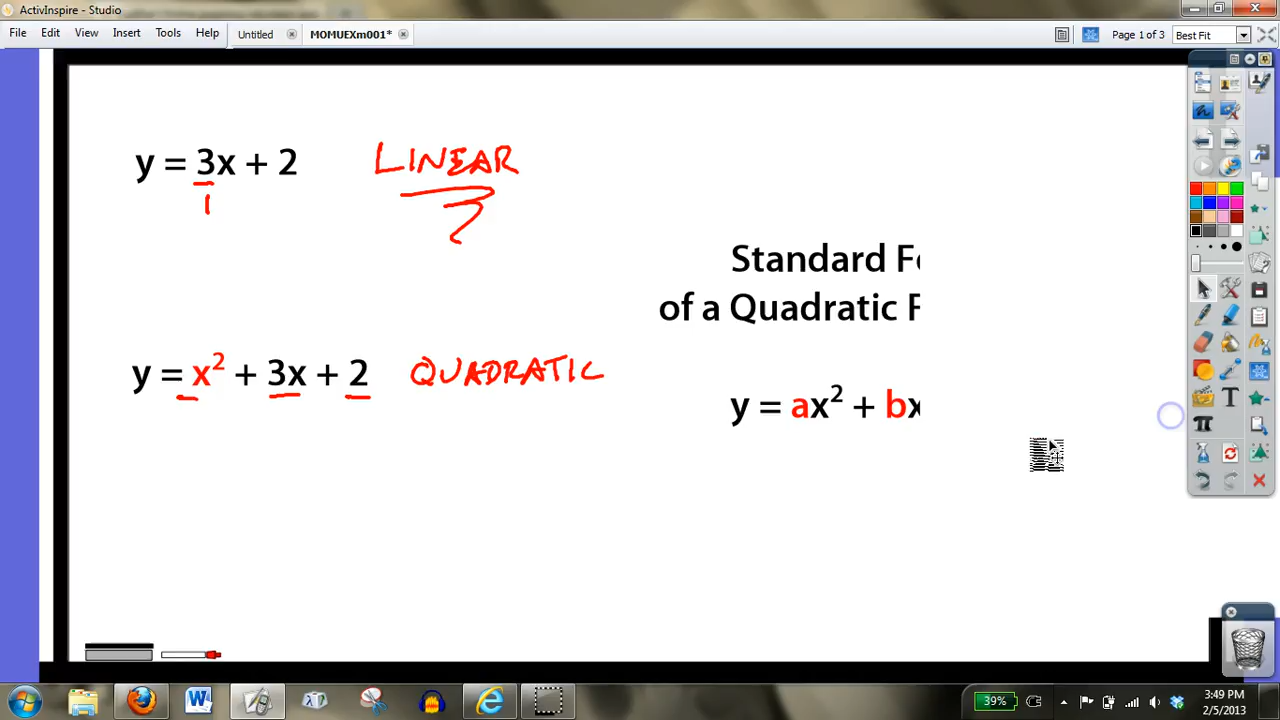 ActivInspire - Studio
File Edit View Insert Tools Help
Untitled
MOMUEXm001*
Page 1 of 3
Best Fit
y = 3x + 2
1
LINEAR
Standard Fo
of a Quadratic F
y = x² + 3x + 2
QUADRATIC
y = ax² + bx
39%
3:49 PM
2/5/2013